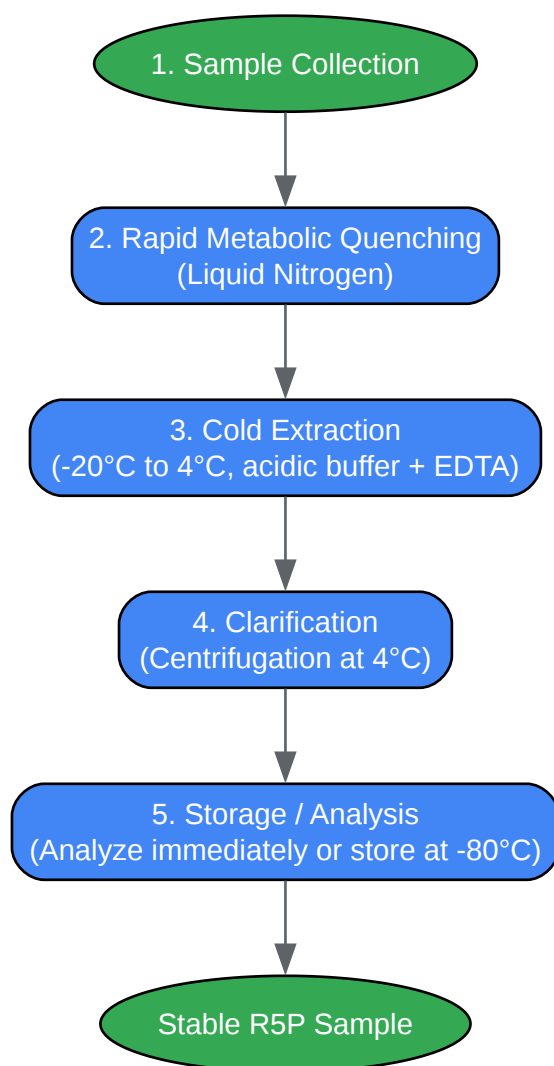 1. Sample Collection
2. Rapid Metabolic Quenching
(Liquid Nitrogen)
3. Cold Extraction
(-20°C to 4°C, acidic buffer + EDTA)
4. Clarification
(Centrifugation at 4°C)
5. Storage / Analysis
(Analyze immediately or store at -80°C)
Stable R5P Sample